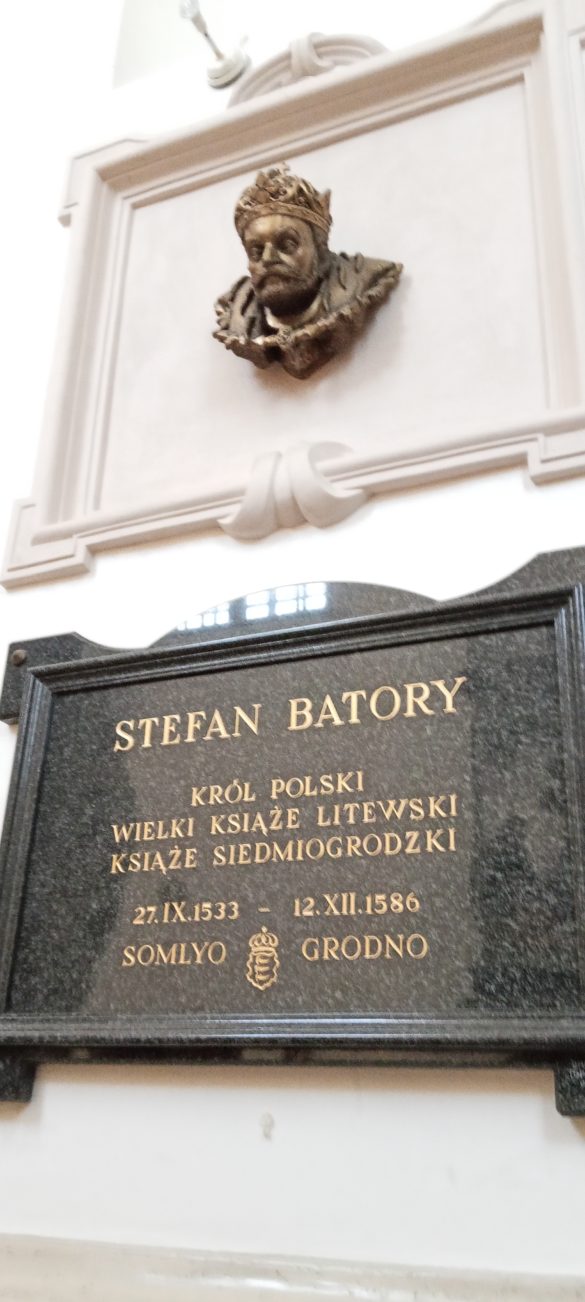 STEFAN BATORY
KRÓL POLSKI
WIELKI KSIĄŻE LITEWSKI
KSIĄŻE SIEDMIOGRODZKI
27.IX.1533 - 12.XII.1586
SOMLYO GRODNO